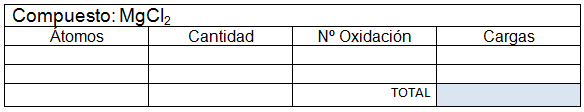 Compuesto: MgCl₂
Átomos Cantidad Nº Oxidación Cargas
TOTAL